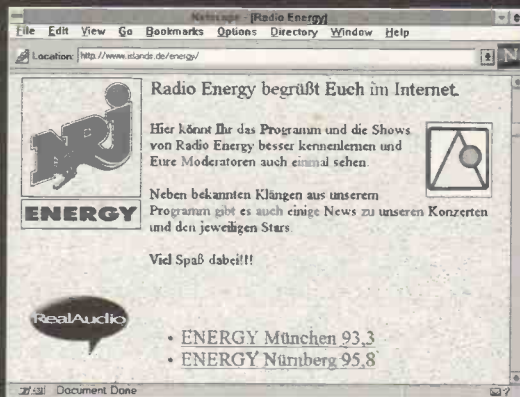 Netscape - [Radio Energy]
File Edit View Go Bookmarks Options Directory Window Help
Location: http://www.islands.de/energy/
N
NRJ
ENERGY
Radio Energy begrüßt Euch im Internet.
Hier könnt Ihr das Programm und die Shows
von Radio Energy besser kennenlernen und
Eure Moderatoren auch einmal sehen.
Neben bekannten Klängen aus unserem
Programm gibt es auch einige News zu unseren Konzerten
und den jeweiligen Stars.
Viel Spaß dabei!!!
RealAudio
• ENERGY München 93,3
• ENERGY Nürnberg 95,8
Document Done